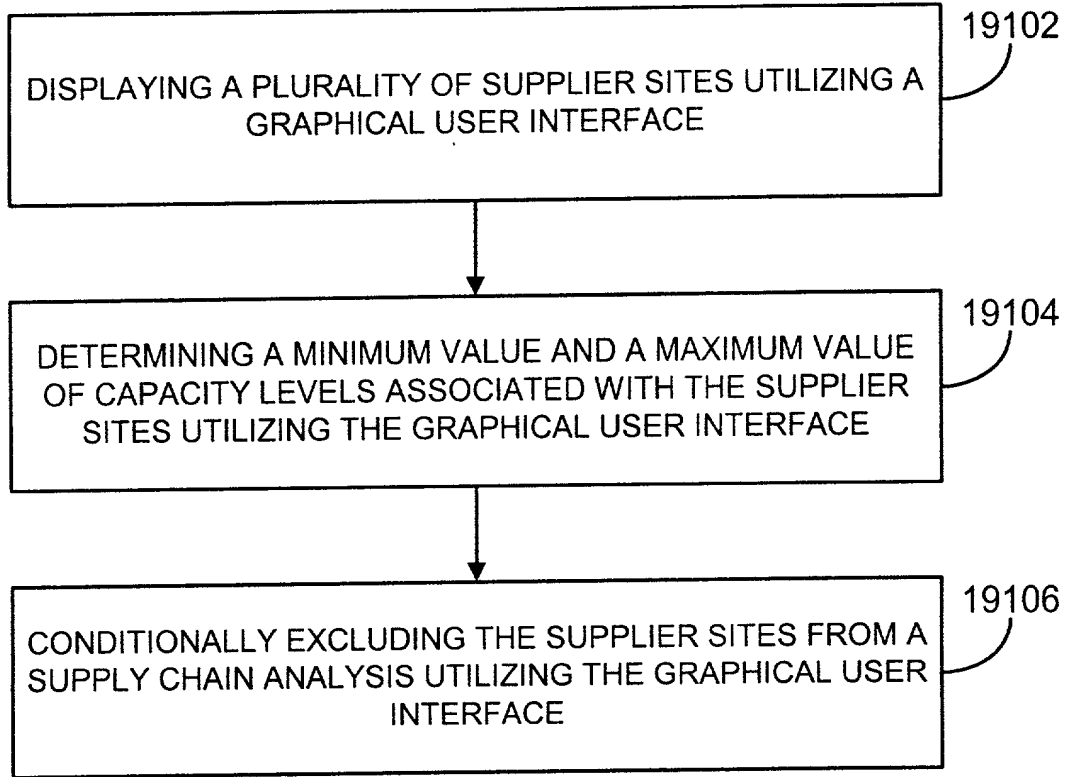 19102
DISPLAYING A PLURALITY OF SUPPLIER SITES UTILIZING A
GRAPHICAL USER INTERFACE
19104
DETERMINING A MINIMUM VALUE AND A MAXIMUM VALUE
OF CAPACITY LEVELS ASSOCIATED WITH THE SUPPLIER
SITES UTILIZING THE GRAPHICAL USER INTERFACE
19106
CONDITIONALLY EXCLUDING THE SUPPLIER SITES FROM A
SUPPLY CHAIN ANALYSIS UTILIZING THE GRAPHICAL USER
INTERFACE